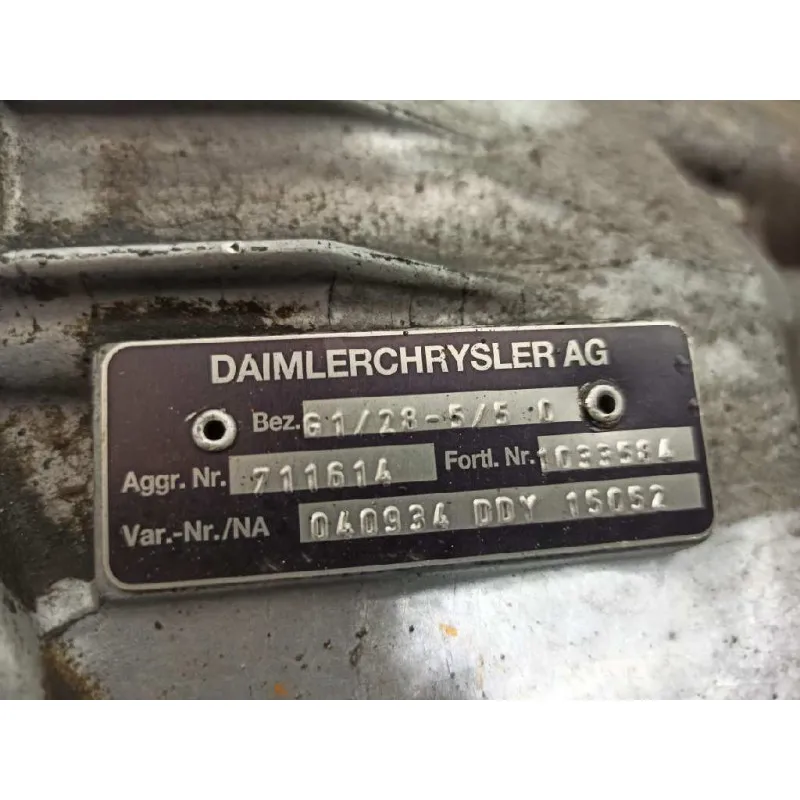 DAIMLERCHRYSLER AG
Bez. G1/28-5/5.0
Aggr. Nr. 711614 Fortl. Nr. 1033584
Var.-Nr./NA 040934 DDY 15052